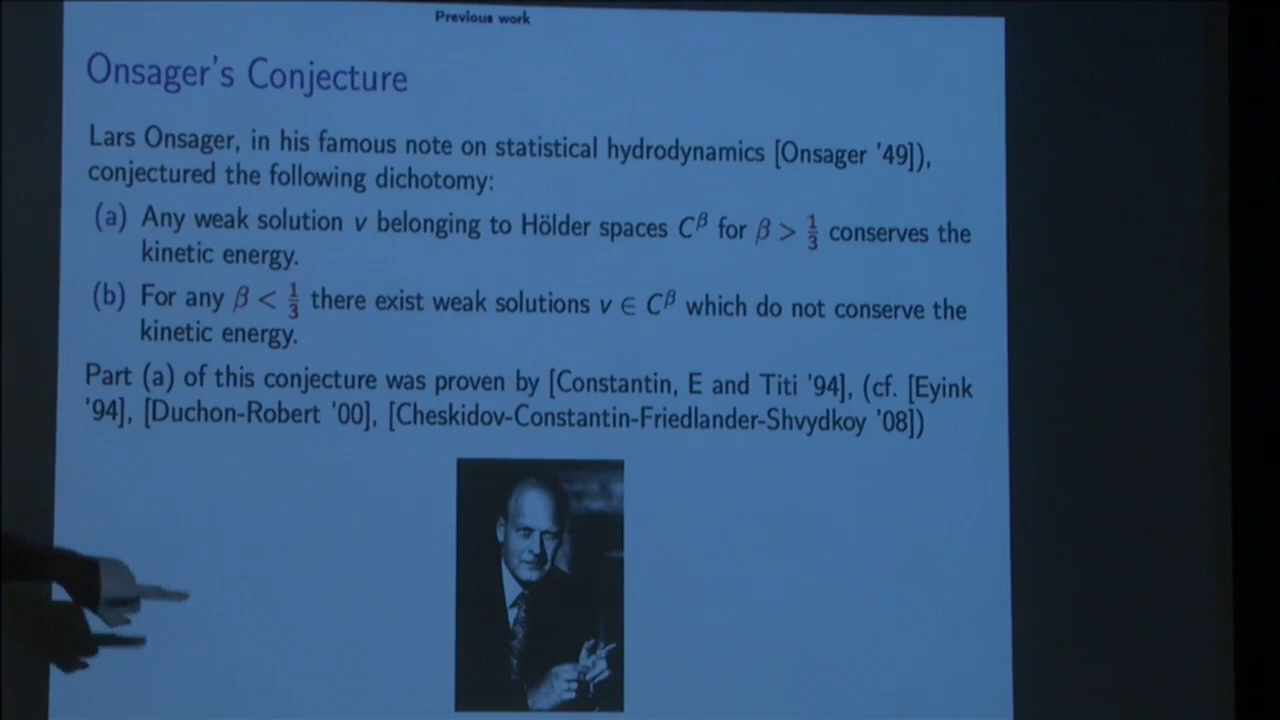 Previous work
Onsager's Conjecture
Lars Onsager, in his famous note on statistical hydrodynamics [Onsager '49]),
conjectured the following dichotomy:
(a) Any weak solution v belonging to Hölder spaces C^β for β > 1/3 conserves the
kinetic energy.
(b) For any β < 1/3 there exist weak solutions v ∈ C^β which do not conserve the
kinetic energy.
Part (a) of this conjecture was proven by [Constantin, E and Titi '94], (cf. [Eyink
'94], [Duchon-Robert '00], [Cheskidov-Constantin-Friedlander-Shvydkoy '08])